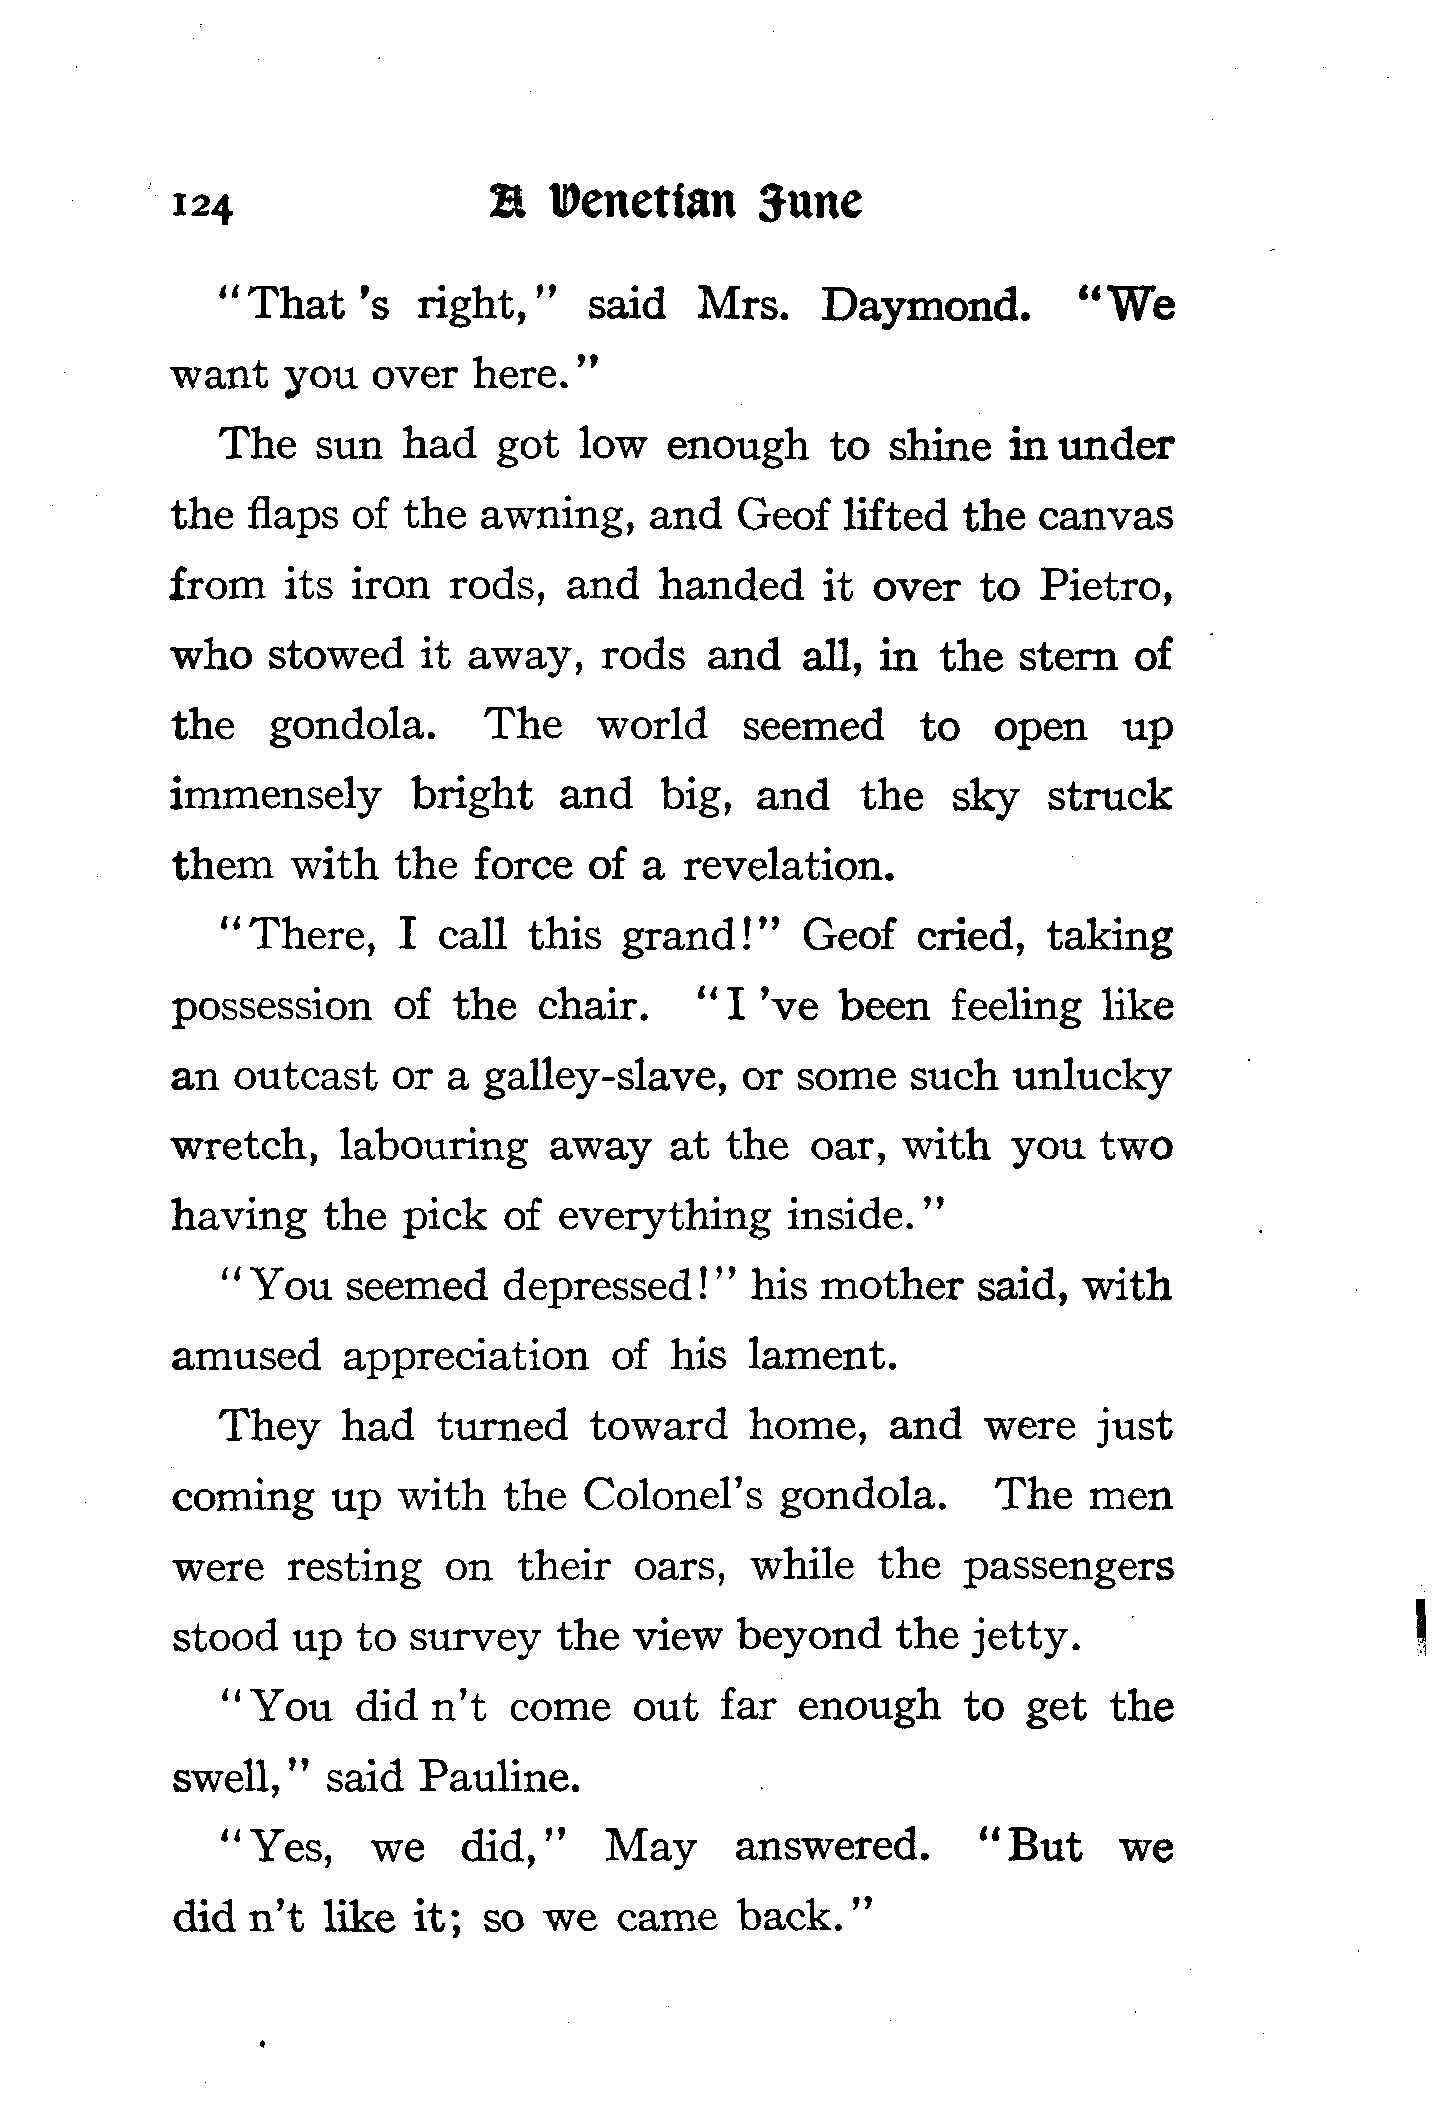 124 A Venetian June
"That 's right," said Mrs. Daymond. "We
want you over here."
The sun had got low enough to shine in under
the flaps of the awning, and Geof lifted the canvas
from its iron rods, and handed it over to Pietro,
who stowed it away, rods and all, in the stern of
the gondola. The world seemed to open up
immensely bright and big, and the sky struck
them with the force of a revelation.
"There, I call this grand!" Geof cried, taking
possession of the chair. "I 've been feeling like
an outcast or a galley-slave, or some such unlucky
wretch, labouring away at the oar, with you two
having the pick of everything inside."
"You seemed depressed!" his mother said, with
amused appreciation of his lament.
They had turned toward home, and were just
coming up with the Colonel's gondola. The men
were resting on their oars, while the passengers
stood up to survey the view beyond the jetty.
"You did n't come out far enough to get the
swell," said Pauline.
"Yes, we did," May answered. "But we
did n't like it; so we came back."